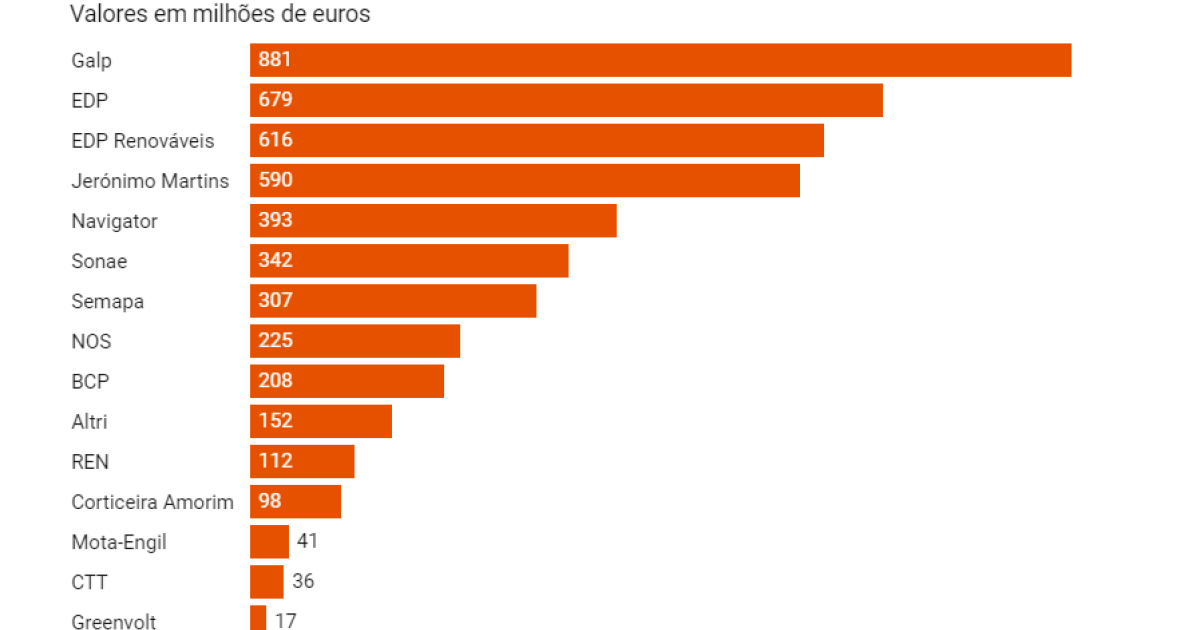 Valores em milhões de euros
Galp 881
EDP 679
EDP Renováveis 616
Jerónimo Martins 590
Navigator 393
Sonae 342
Semapa 307
NOS 225
BCP 208
Altri 152
REN 112
Corticeira Amorim 98
Mota-Engil 41
CTT 36
Greenvolt 17